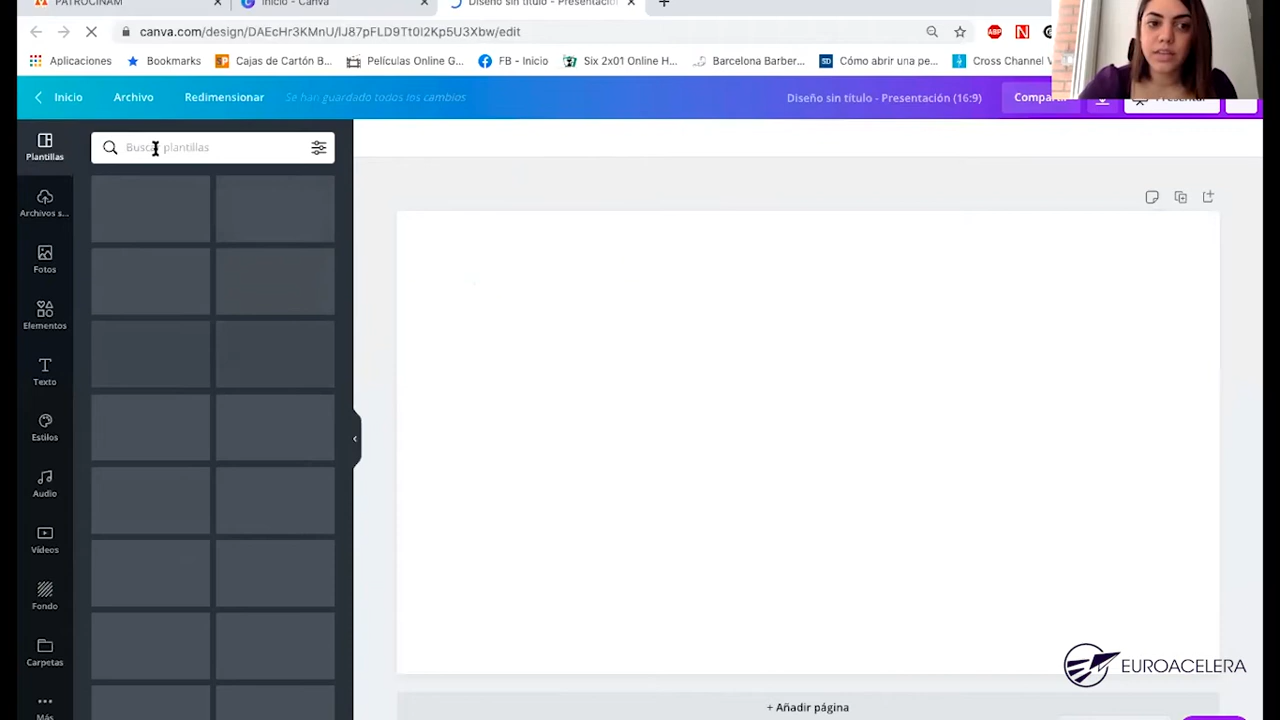 PATROCINAM
Inicio - Canva
Diseño sin título - Presentación
canva.com/design/DAEcHr3KMnU/lJ87pFLD9Tt0I2Kp5U3Xbw/edit
Aplicaciones
Bookmarks
Cajas de Cartón B...
Películas Online G...
FB - Inicio
Six 2x01 Online H...
Barcelona Barber...
Cómo abrir una pe...
Cross Channel V
Inicio
Archivo
Redimensionar
Se han guardado todos los cambios
Diseño sin título - Presentación (16:9)
Compartir
Presentar
Plantillas
Buscar plantillas
Archivos s...
Fotos
Elementos
Texto
Estilos
Audio
Vídeos
Fondo
Carpetas
Más
EUROACELERA
+ Añadir página